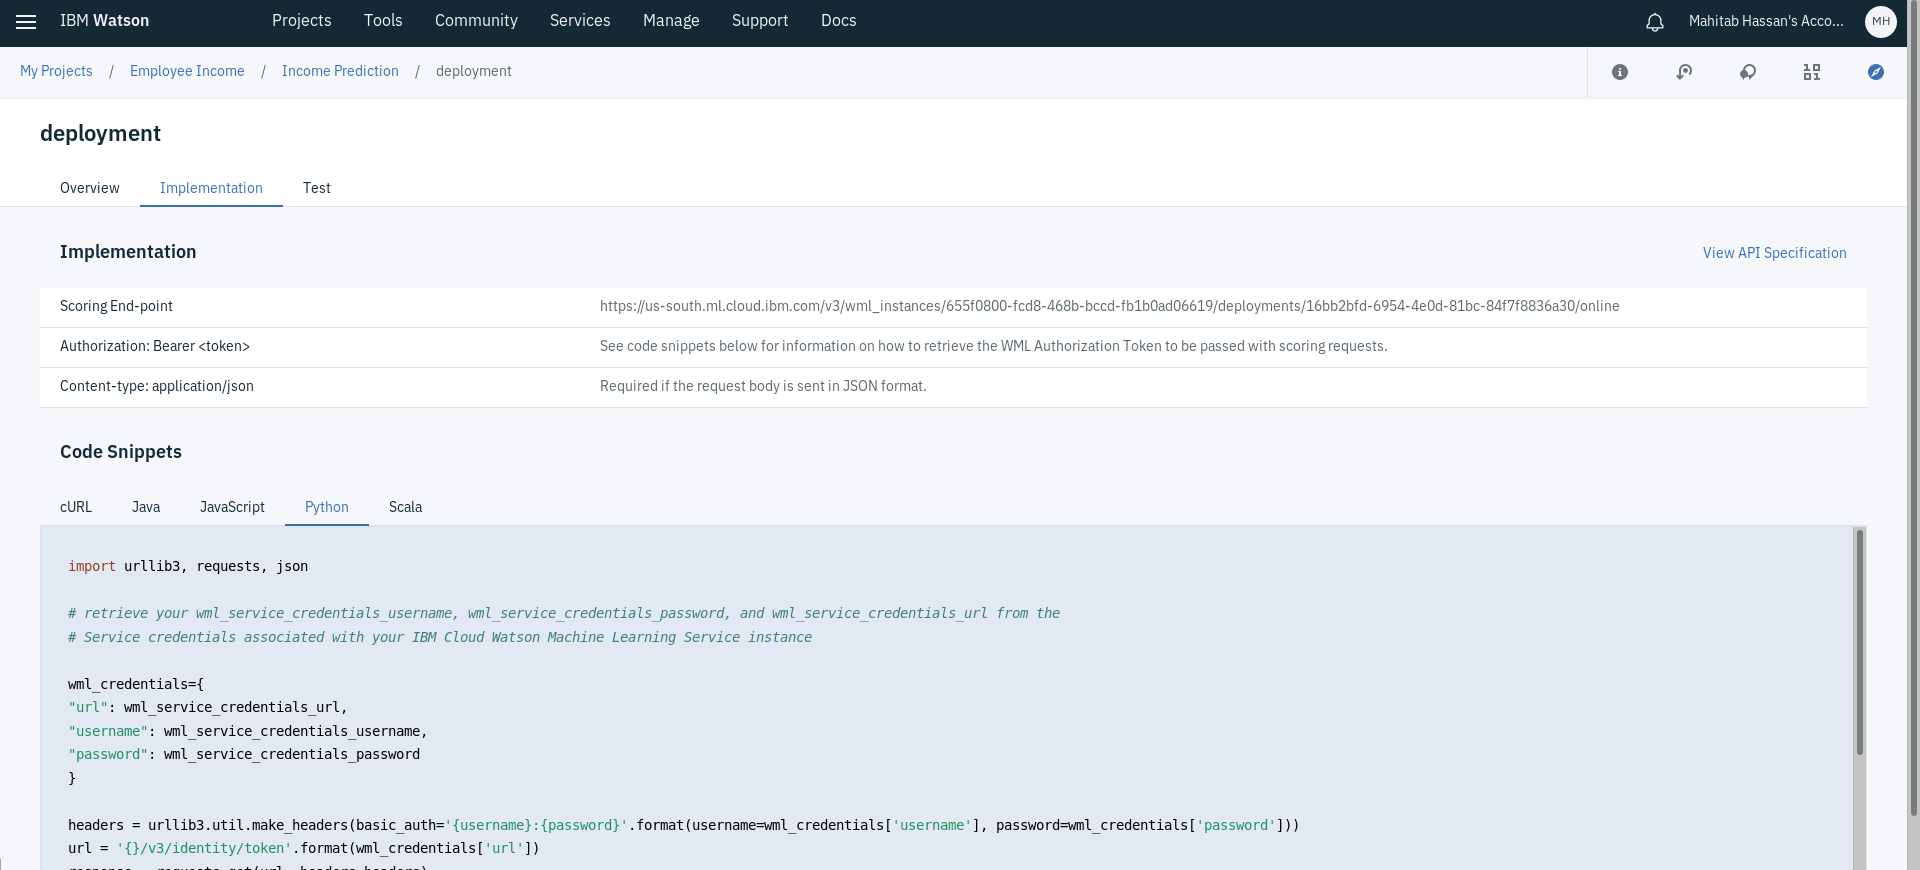 IBM Watson Projects Tools Community Services Manage Support Docs Mahitab Hassan's Acco... MH
My Projects / Employee Income / Income Prediction / deployment
deployment
Overview Implementation Test
Implementation View API Specification
Scoring End-point https://us-south.ml.cloud.ibm.com/v3/wml_instances/655f0800-fcd8-468b-bccd-fb1b0ad06619/deployments/16bb2bfd-6954-4e0d-81bc-84f7f8836a30/online
Authorization: Bearer <token> See code snippets below for information on how to retrieve the WML Authorization Token to be passed with scoring requests.
Content-type: application/json Required if the request body is sent in JSON format.
Code Snippets
cURL Java JavaScript Python Scala
import urllib3, requests, json
# retrieve your wml_service_credentials_username, wml_service_credentials_password, and wml_service_credentials_url from the
# Service credentials associated with your IBM Cloud Watson Machine Learning Service instance
wml_credentials={
"url": wml_service_credentials_url,
"username": wml_service_credentials_username,
"password": wml_service_credentials_password
}
headers = urllib3.util.make_headers(basic_auth='{username}:{password}'.format(username=wml_credentials['username'], password=wml_credentials['password']))
url = '{}/v3/identity/token'.format(wml_credentials['url'])